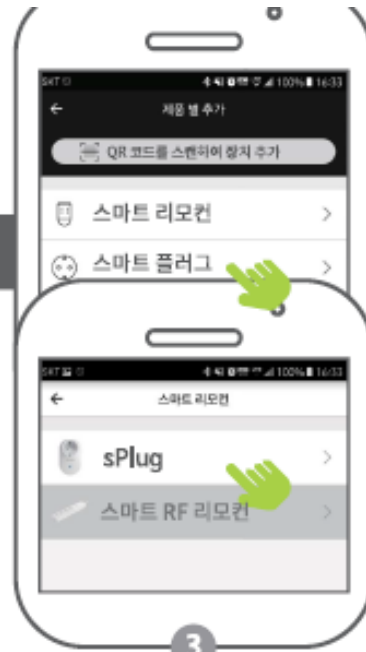 SKT 100% 16:33
제품 별 추가
QR 코드를 스캔하여 장치 추가
스마트 리모컨
스마트 플러그
SKT 100% 16:33
스마트 리모컨
sPlug
스마트 RF 리모컨
3